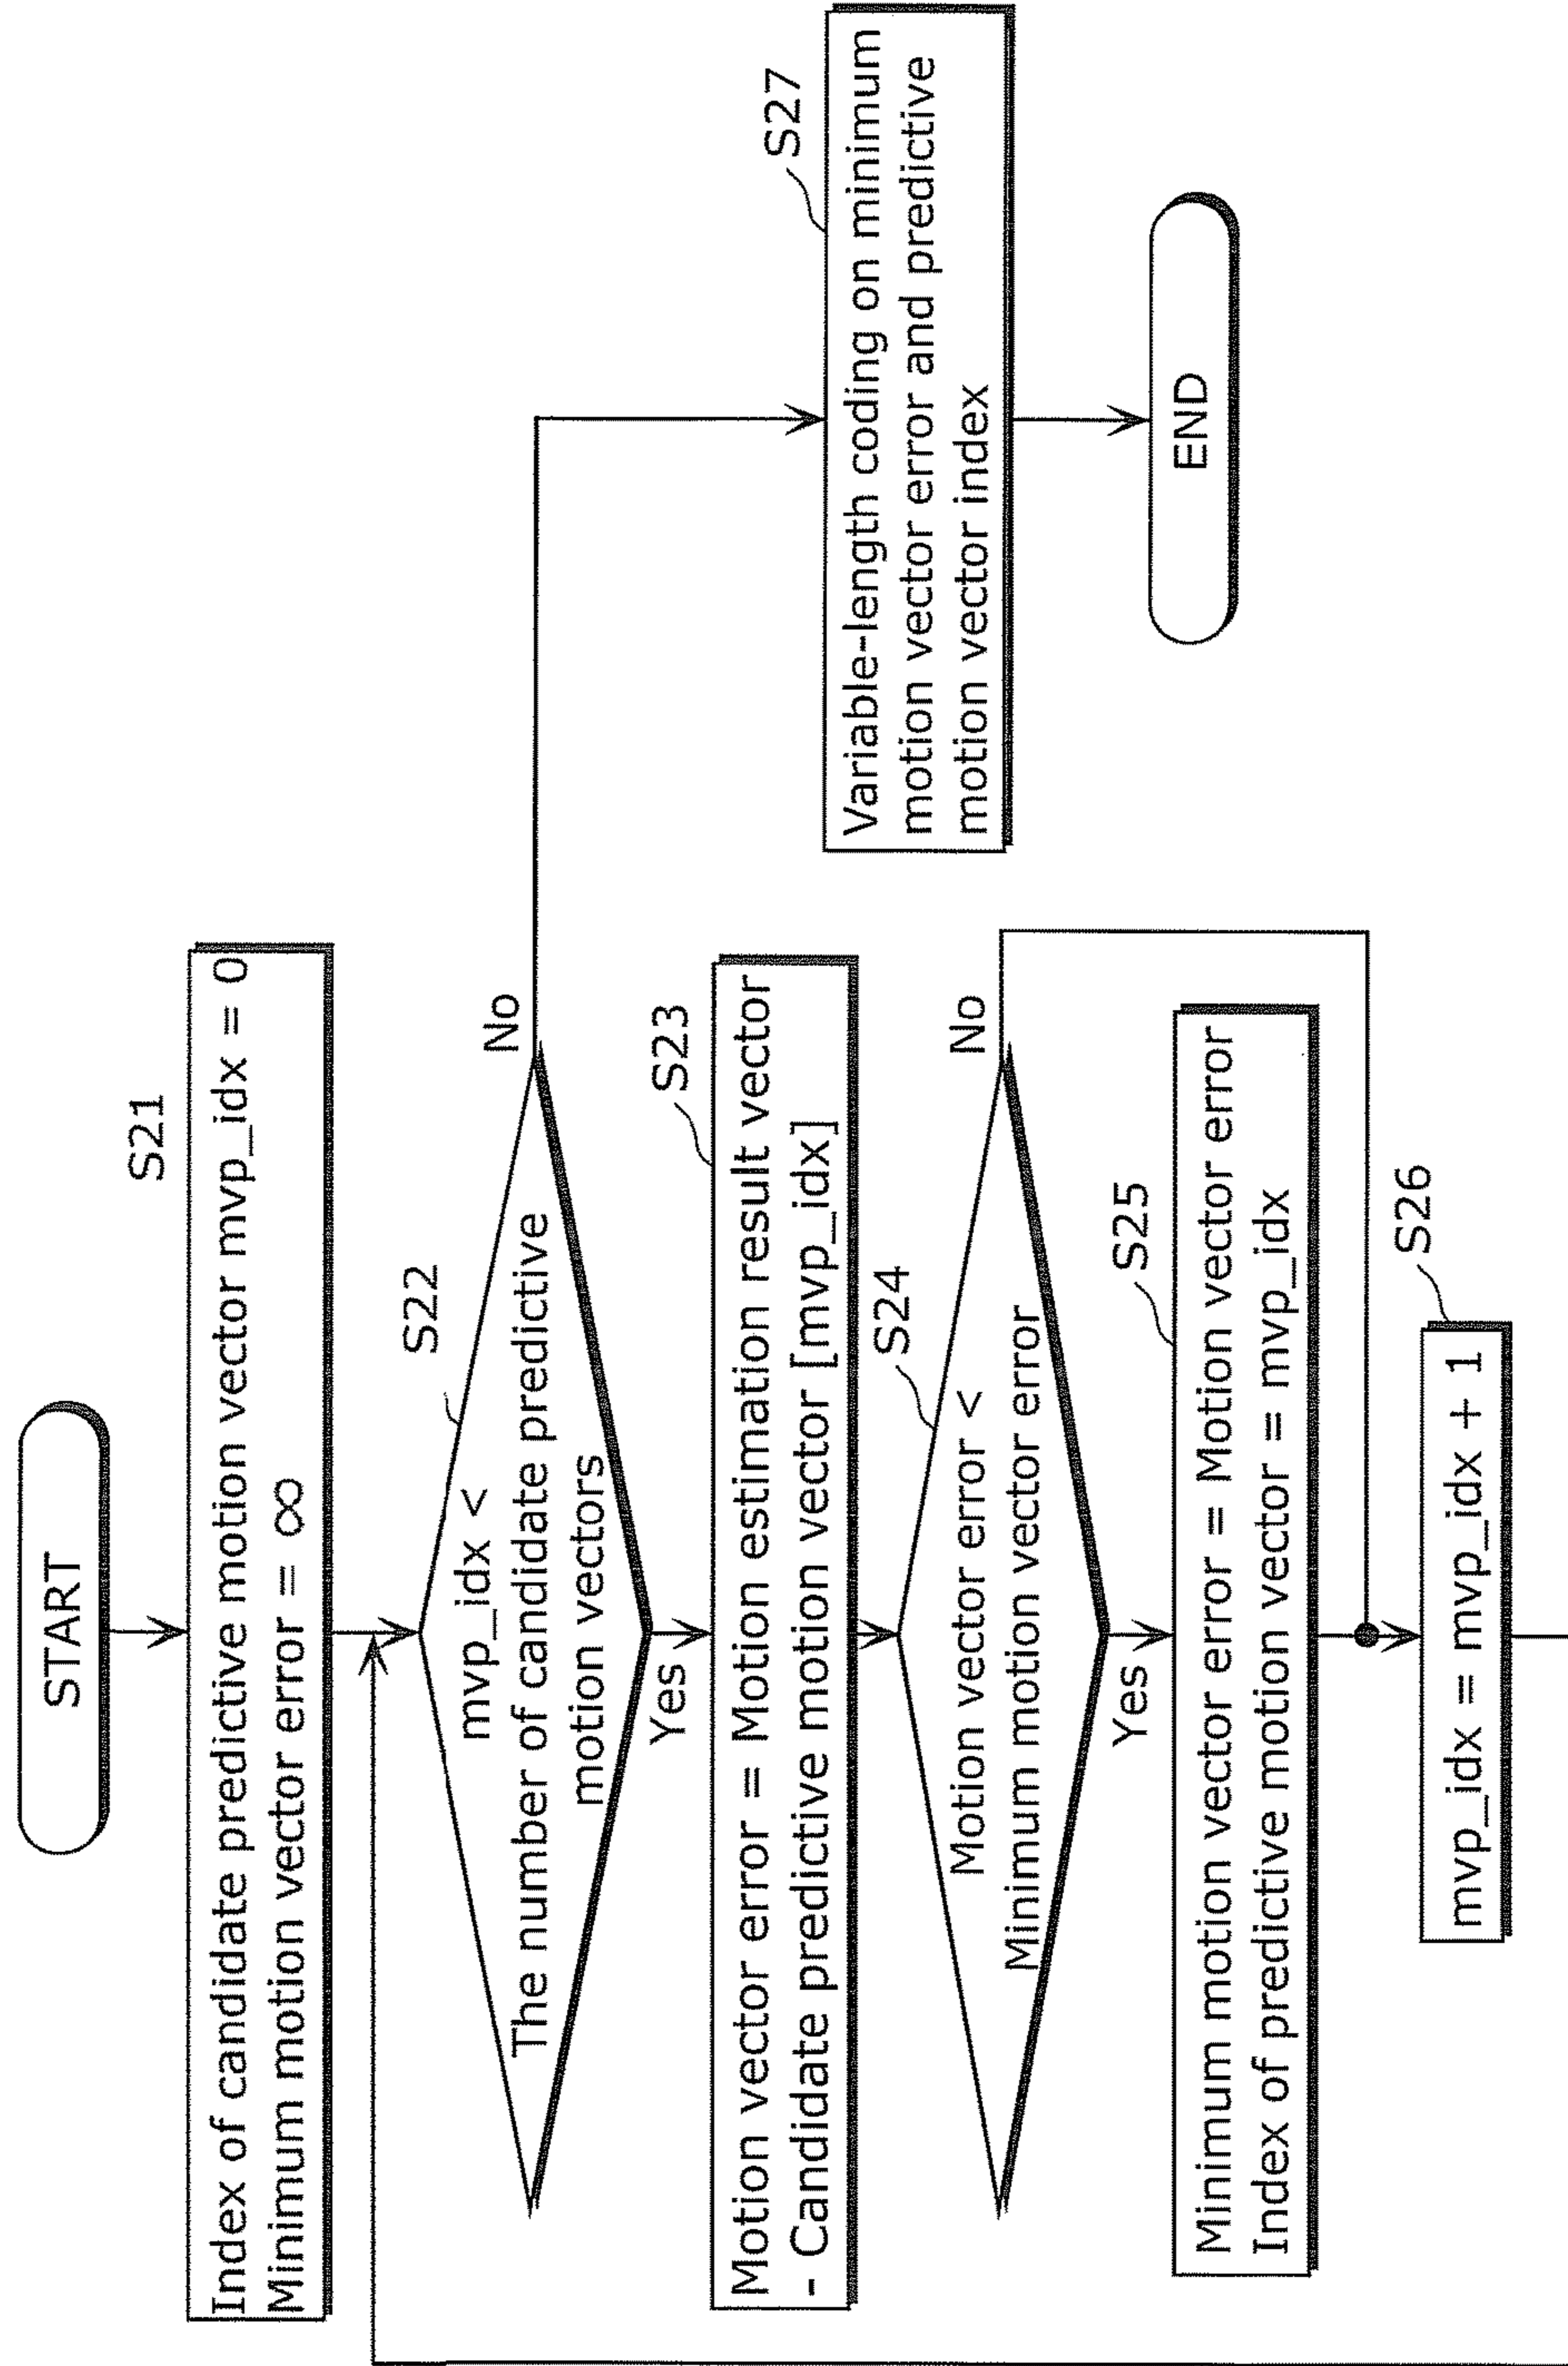 START
S21
Index of candidate predictive motion vector mvp_idx = 0
Minimum motion vector error = ∞
S22
mvp_idx <
The number of candidate predictive
motion vectors
No
Yes
S23
Motion vector error = Motion estimation result vector
- Candidate predictive motion vector [mvp_idx]
S24
Motion vector error <
Minimum motion vector error
No
Yes
S25
Minimum motion vector error = Motion vector error
Index of predictive motion vector = mvp_idx
S26
mvp_idx = mvp_idx + 1
S27
Variable-length coding on minimum
motion vector error and predictive
motion vector index
END